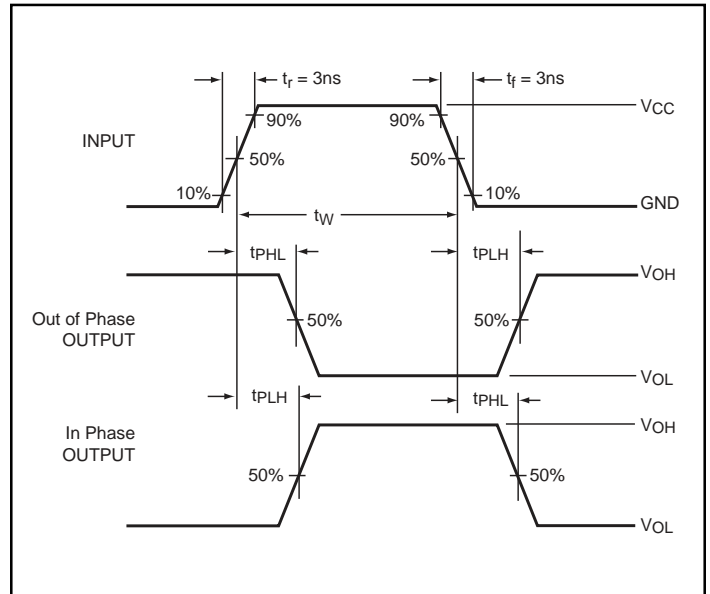 tr = 3ns
tf = 3ns
VCC
90%
90%
INPUT
50%
50%
10%
10%
GND
tW
tPHL
tPLH
VOH
Out of Phase
OUTPUT
50%
50%
VOL
tPLH
tPHL
VOH
In Phase
OUTPUT
50%
50%
VOL